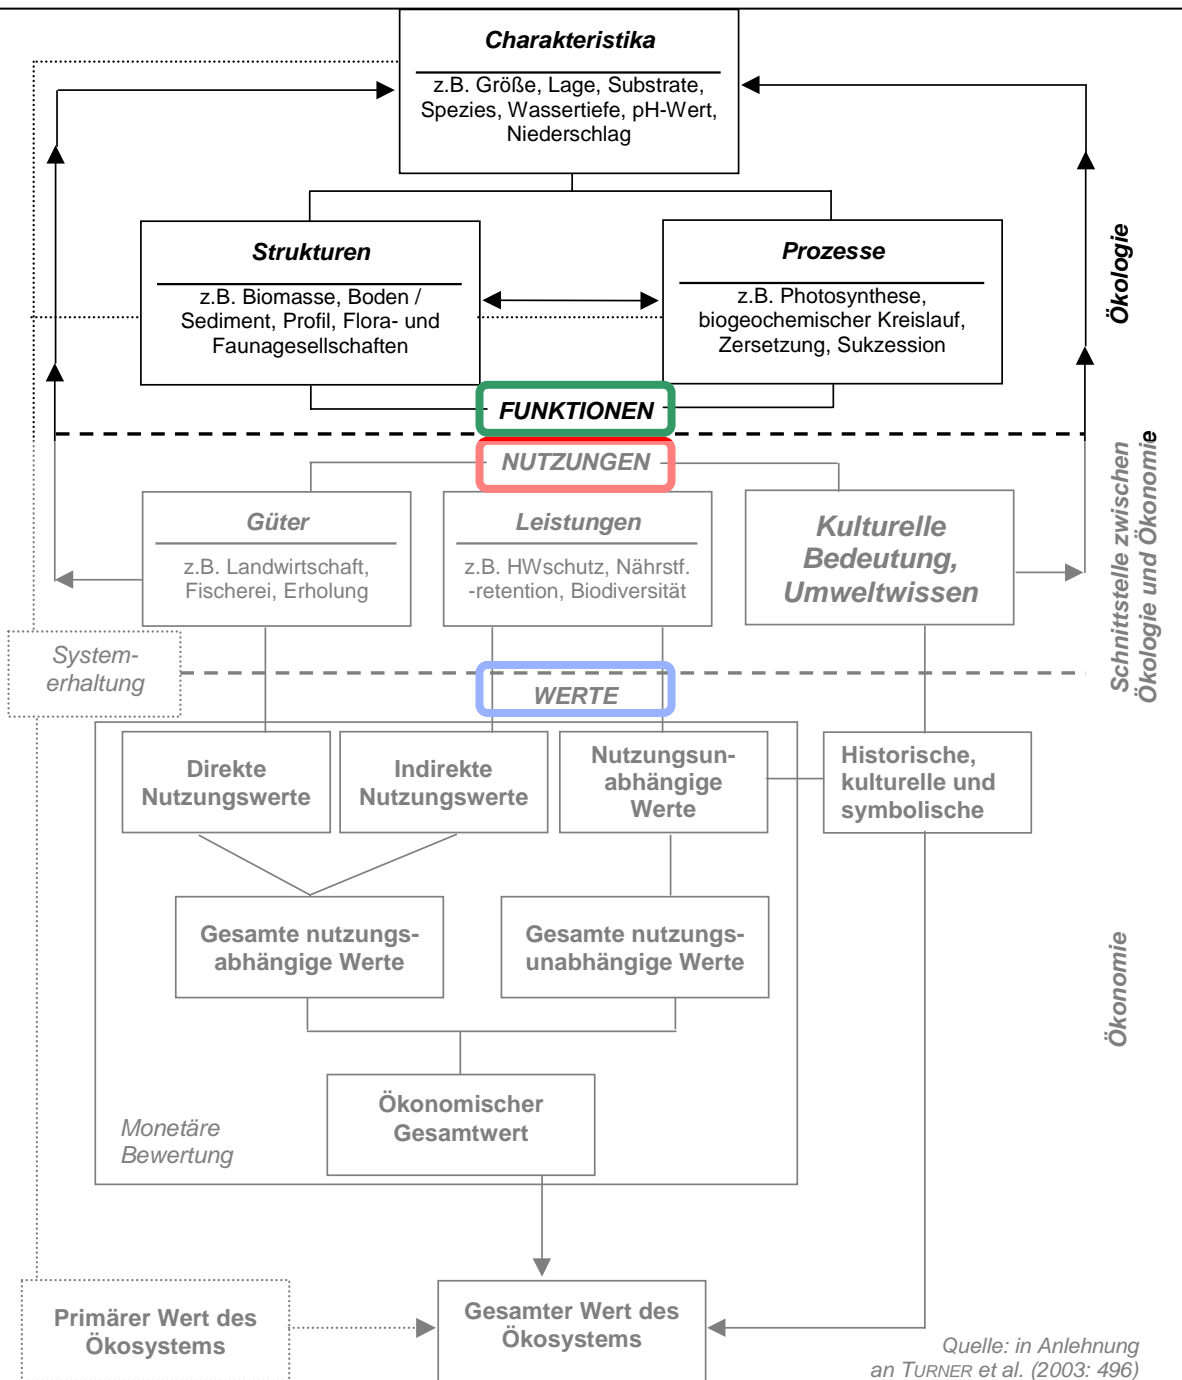 Charakteristika
z.B. Größe, Lage, Substrate,
Spezies, Wassertiefe, pH-Wert,
Niederschlag
Strukturen
z.B. Biomasse, Boden /
Sediment, Profil, Flora- und
Faunagesellschaften
Prozesse
z.B. Photosynthese,
biogeochemischer Kreislauf,
Zersetzung, Sukzession
Ökologie
FUNKTIONEN
NUTZUNGEN
Güter
z.B. Landwirtschaft,
Fischerei, Erholung
Leistungen
z.B. HWschutz, Nährstf.
-retention, Biodiversität
Kulturelle
Bedeutung,
Umweltwissen
Schnittstelle zwischen
Ökologie und Ökonomie
System-
erhaltung
WERTE
Direkte
Nutzungswerte
Indirekte
Nutzungswerte
Nutzungsun-
abhängige
Werte
Historische,
kulturelle und
symbolische
Gesamte nutzungs-
abhängige Werte
Gesamte nutzungs-
unabhängige Werte
Ökonomie
Ökonomischer
Gesamtwert
Monetäre
Bewertung
Primärer Wert des
Ökosystems
Gesamter Wert des
Ökosystems
Quelle: in Anlehnung
an TURNER et al. (2003: 496)